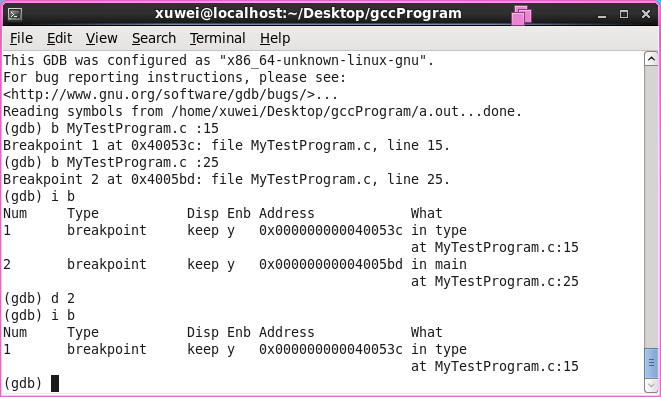 xuwei@localhost:~/Desktop/gccProgram
File Edit View Search Terminal Help
This GDB was configured as "x86_64-unknown-linux-gnu".
For bug reporting instructions, please see:
<http://www.gnu.org/software/gdb/bugs/>...
Reading symbols from /home/xuwei/Desktop/gccProgram/a.out...done.
(gdb) b MyTestProgram.c :15
Breakpoint 1 at 0x40053c: file MyTestProgram.c, line 15.
(gdb) b MyTestProgram.c :25
Breakpoint 2 at 0x4005bd: file MyTestProgram.c, line 25.
(gdb) i b
Num     Type           Disp Enb Address            What
1       breakpoint     keep y   0x000000000040053c in type
                                                   at MyTestProgram.c:15
2       breakpoint     keep y   0x00000000004005bd in main
                                                   at MyTestProgram.c:25
(gdb) d 2
(gdb) i b
Num     Type           Disp Enb Address            What
1       breakpoint     keep y   0x000000000040053c in type
                                                   at MyTestProgram.c:15
(gdb)